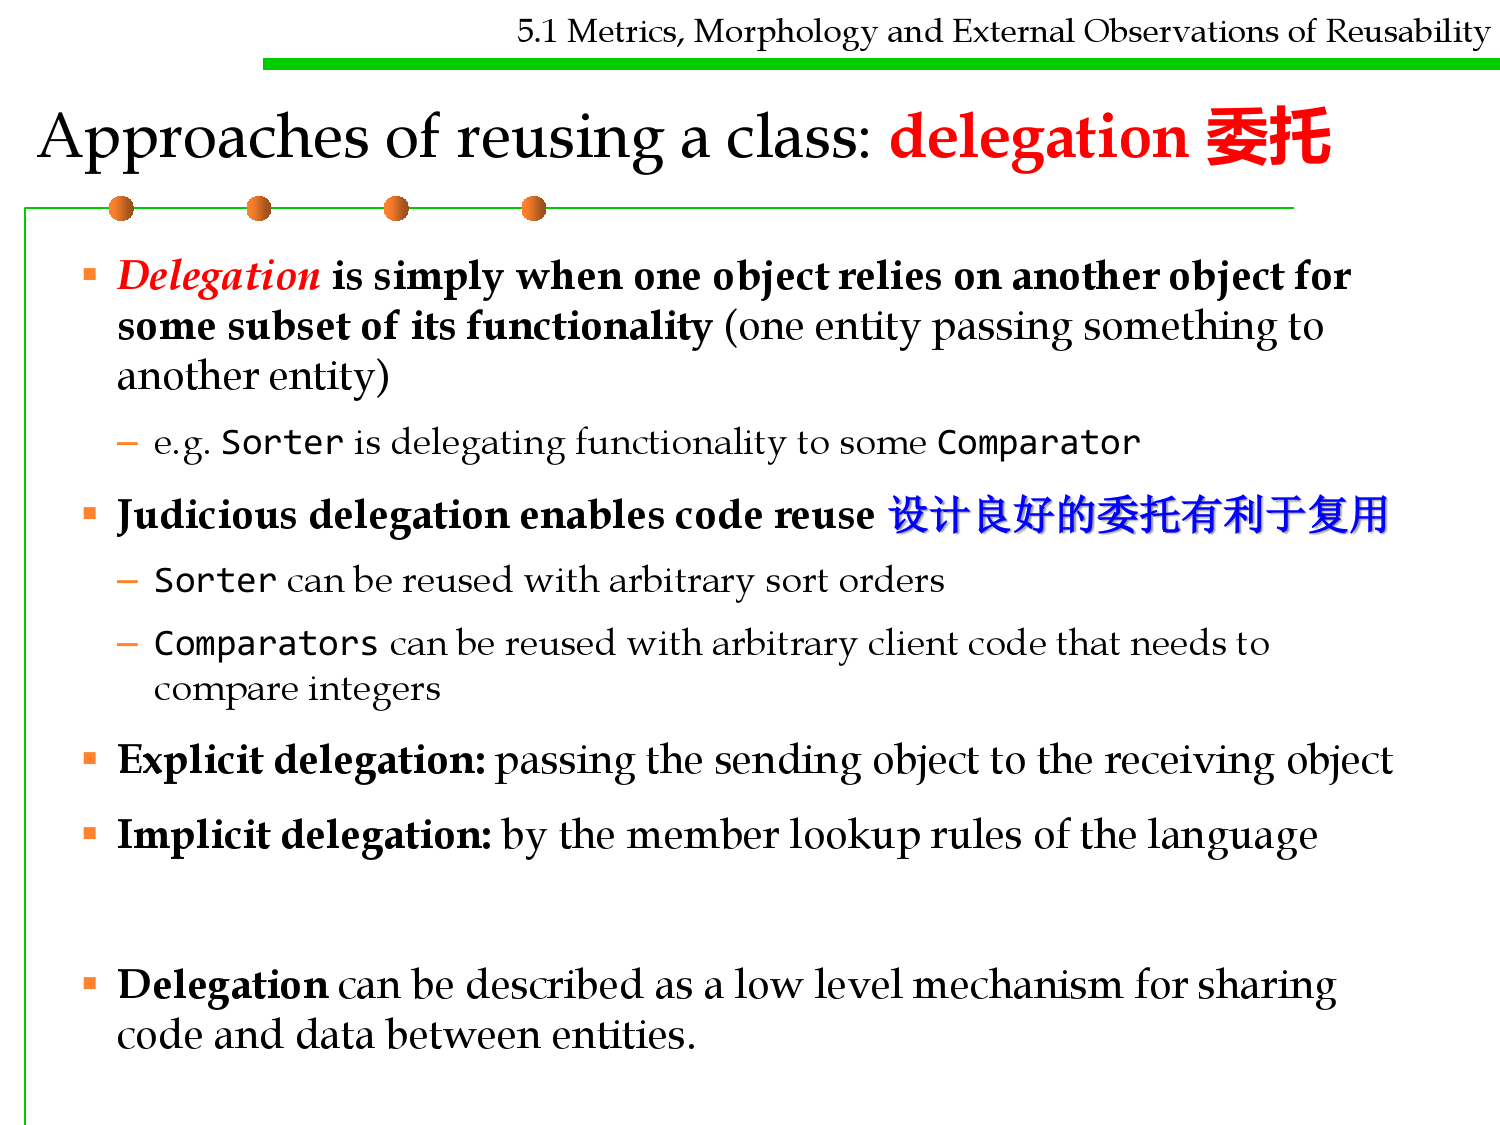 5.1 Metrics, Morphology and External Observations of Reusability
Approaches of reusing a class: delegation 委托
Delegation is simply when one object relies on another object for
some subset of its functionality (one entity passing something to
another entity)
– e.g. Sorter is delegating functionality to some Comparator
Judicious delegation enables code reuse 设计良好的委托有利于复用
– Sorter can be reused with arbitrary sort orders
– Comparators can be reused with arbitrary client code that needs to
compare integers
Explicit delegation: passing the sending object to the receiving object
Implicit delegation: by the member lookup rules of the language
Delegation can be described as a low level mechanism for sharing
code and data between entities.